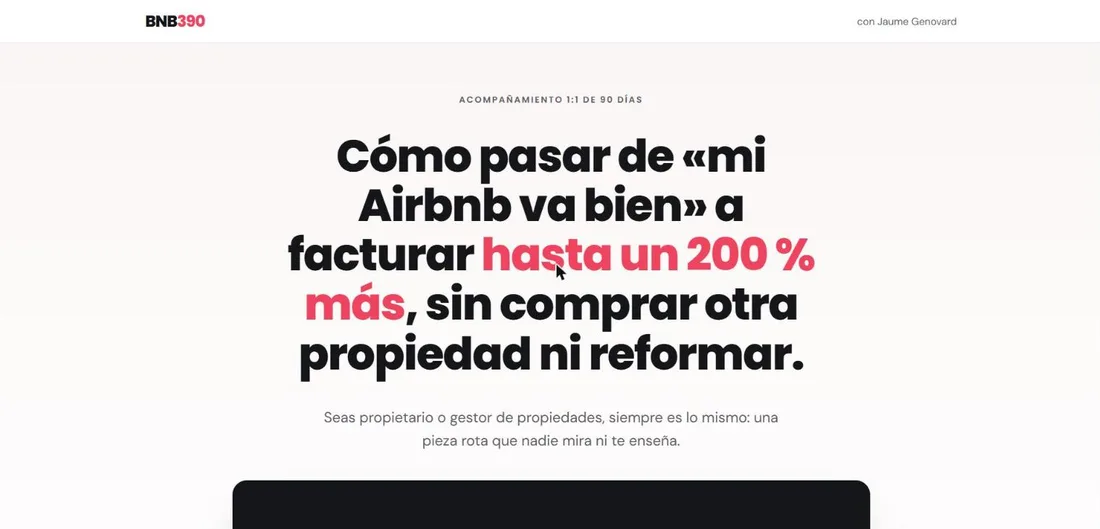 BNB390
con Jaume Genovard
ACOMPAÑAMIENTO 1:1 DE 90 DÍAS
Cómo pasar de «mi
Airbnb va bien» a
facturar hasta un 200 %
más, sin comprar otra
propiedad ni reformar.
Seas propietario o gestor de propiedades, siempre es lo mismo: una
pieza rota que nadie mira ni te enseña.